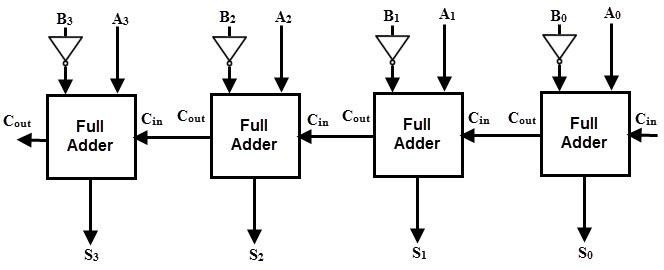 B3 A3 B2 A2 B1 A1 B0 A0
Cout Full Adder Cin Cout Full Adder Cin Cout Full Adder Cin Cout Full Adder Cin
S3 S2 S1 S0